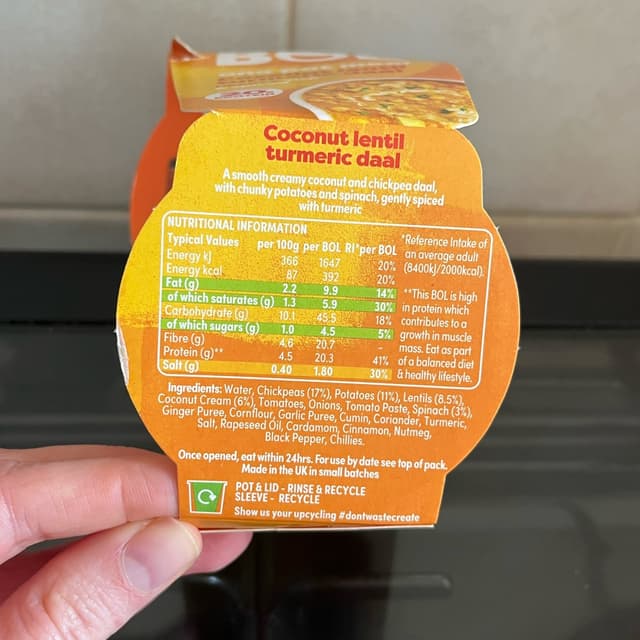 BO
20
Coconut lentil
turmeric daal
A smooth creamy coconut and chickpea daal,
with chunky potatoes and spinach, gently spiced
with turmeric
NUTRITIONAL INFORMATION
Typical Values per 100g per BOL RI*per BOL
Energy kJ 366 1647 20%
Energy kcal 87 392 20%
Fat (g) 2.2 9.9 14%
of which saturates (g) 1.3 5.9 30%
Carbohydrate (g) 10.1 45.5 18%
of which sugars (g) 1.0 4.5 5%
Fibre (g) 4.6 20.7 -
Protein (g)** 4.5 20.3 41%
Salt (g) 0.40 1.80 30%
*Reference Intake of
an average adult
(8400kJ/2000kcal).
**This BOL is high
in protein which
contributes to a
growth in muscle
mass. Eat as part
of a balanced diet
& healthy lifestyle.
Ingredients: Water, Chickpeas (17%), Potatoes (11%), Lentils (8.5%),
Coconut Cream (6%), Tomatoes, Onions, Tomato Paste, Spinach (3%),
Ginger Puree, Cornflour, Garlic Puree, Cumin, Coriander, Turmeric,
Salt, Rapeseed Oil, Cardamom, Cinnamon, Nutmeg,
Black Pepper, Chillies.
Once opened, eat within 24hrs. For use by date see top of pack.
Made in the UK in small batches
POT & LID - RINSE & RECYCLE
SLEEVE - RECYCLE
Show us your upcycling #dontwastecreate